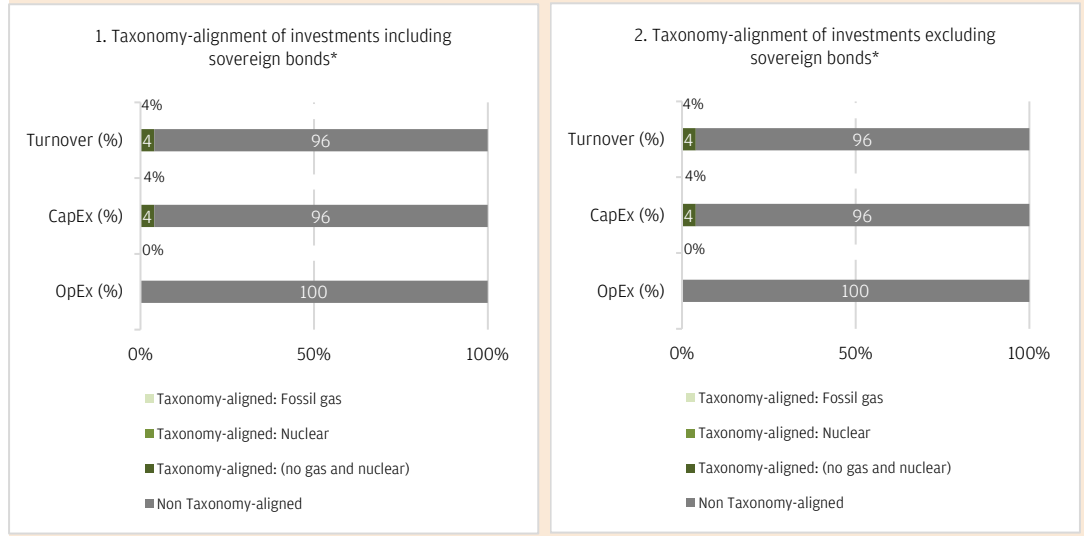 1. Taxonomy-alignment of investments including
sovereign bonds*
4%
Turnover (%)
4
96
4%
CapEx (%)
4
96
0%
OpEx (%)
100
0%
50%
100%
Taxonomy-aligned: Fossil gas
Taxonomy-aligned: Nuclear
Taxonomy-aligned: (no gas and nuclear)
Non Taxonomy-aligned
2. Taxonomy-alignment of investments excluding
sovereign bonds*
4%
Turnover (%)
4
96
4%
CapEx (%)
4
96
0%
OpEx (%)
100
0%
50%
100%
Taxonomy-aligned: Fossil gas
Taxonomy-aligned: Nuclear
Taxonomy-aligned: (no gas and nuclear)
Non Taxonomy-aligned